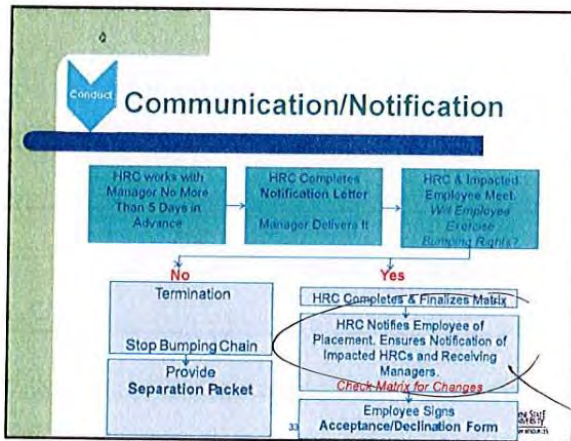 Conduct
Communication/Notification
HRC works with
Manager No More
Than 5 Days in
Advance
HRC Completes
Notification Letter
Manager Delivers It
HRC & Impacted
Employee Meet.
Will Employee
Exercise
Bumping Rights?
No
Yes
Termination
Stop Bumping Chain
Provide
Separation Packet
HRC Completes & Finalizes Matrix
HRC Notifies Employee of
Placement. Ensures Notification of
Impacted HRCs and Receiving
Managers.
Check Matrix for Changes
Employee Signs
Acceptance/Declination Form
33